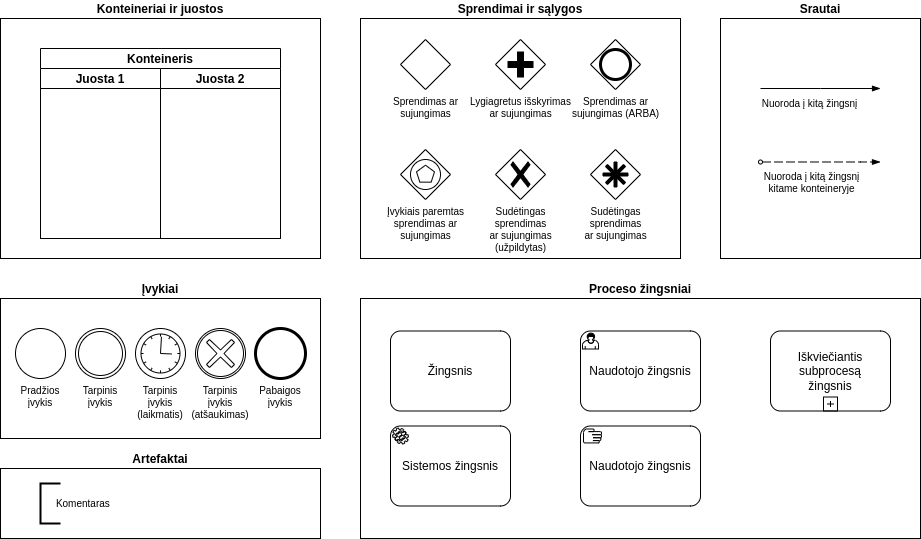 Konteineriai ir juostos
Konteineris
Juosta 1
Juosta 2
Sprendimai ir sąlygos
Sprendimas ar
sujungimas
Lygiagretus išskyrimas
ar sujungimas
Sprendimas ar
sujungimas (ARBA)
Įvykiais paremtas
sprendimas ar
sujungimas
Sudėtingas
sprendimas
ar sujungimas
(užpildytas)
Sudėtingas
sprendimas
ar sujungimas
Srautai
Nuoroda į kitą žingsnį
Nuoroda į kitą žingsnį
kitame konteineryje
Įvykiai
Pradžios
įvykis
Tarpinis
įvykis
Tarpinis
įvykis
(laikmatis)
Tarpinis
įvykis
(atšaukimas)
Pabaigos
įvykis
Artefaktai
Komentaras
Proceso žingsniai
Žingsnis
Naudotojo žingsnis
Iškviečiantis
subprocesą
žingsnis
Sistemos žingsnis
Naudotojo žingsnis